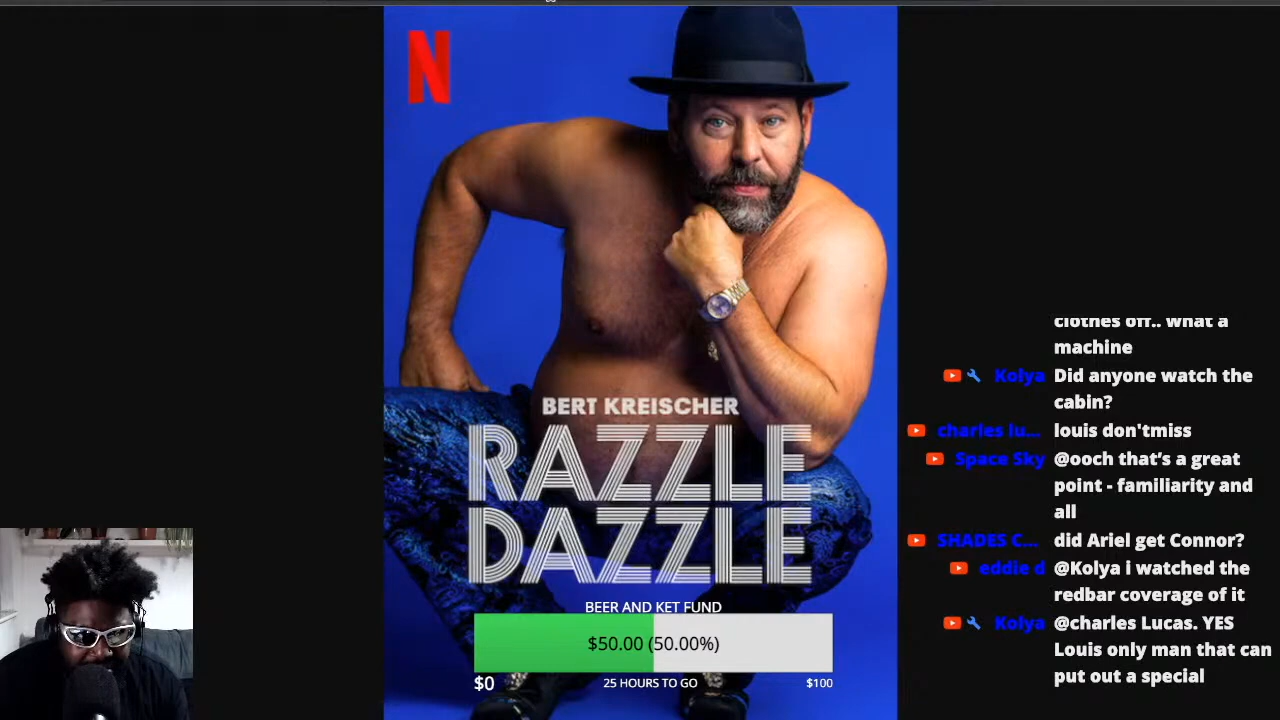 N
BERT KREISCHER
RAZZLE
DAZZLE
BEER AND KET FUND
$50.00 (50.00%)
$0
25 HOURS TO GO
$100
clothes off.. what a
machine
Kolya Did anyone watch the
cabin?
charles lu... louis don'tmiss
Space Sky @ooch that's a great
point - familiarity and
all
SHADES C... did Ariel get Connor?
eddie d @Kolya i watched the
redbar coverage of it
Kolya @charles Lucas. YES
Louis only man that can
put out a special